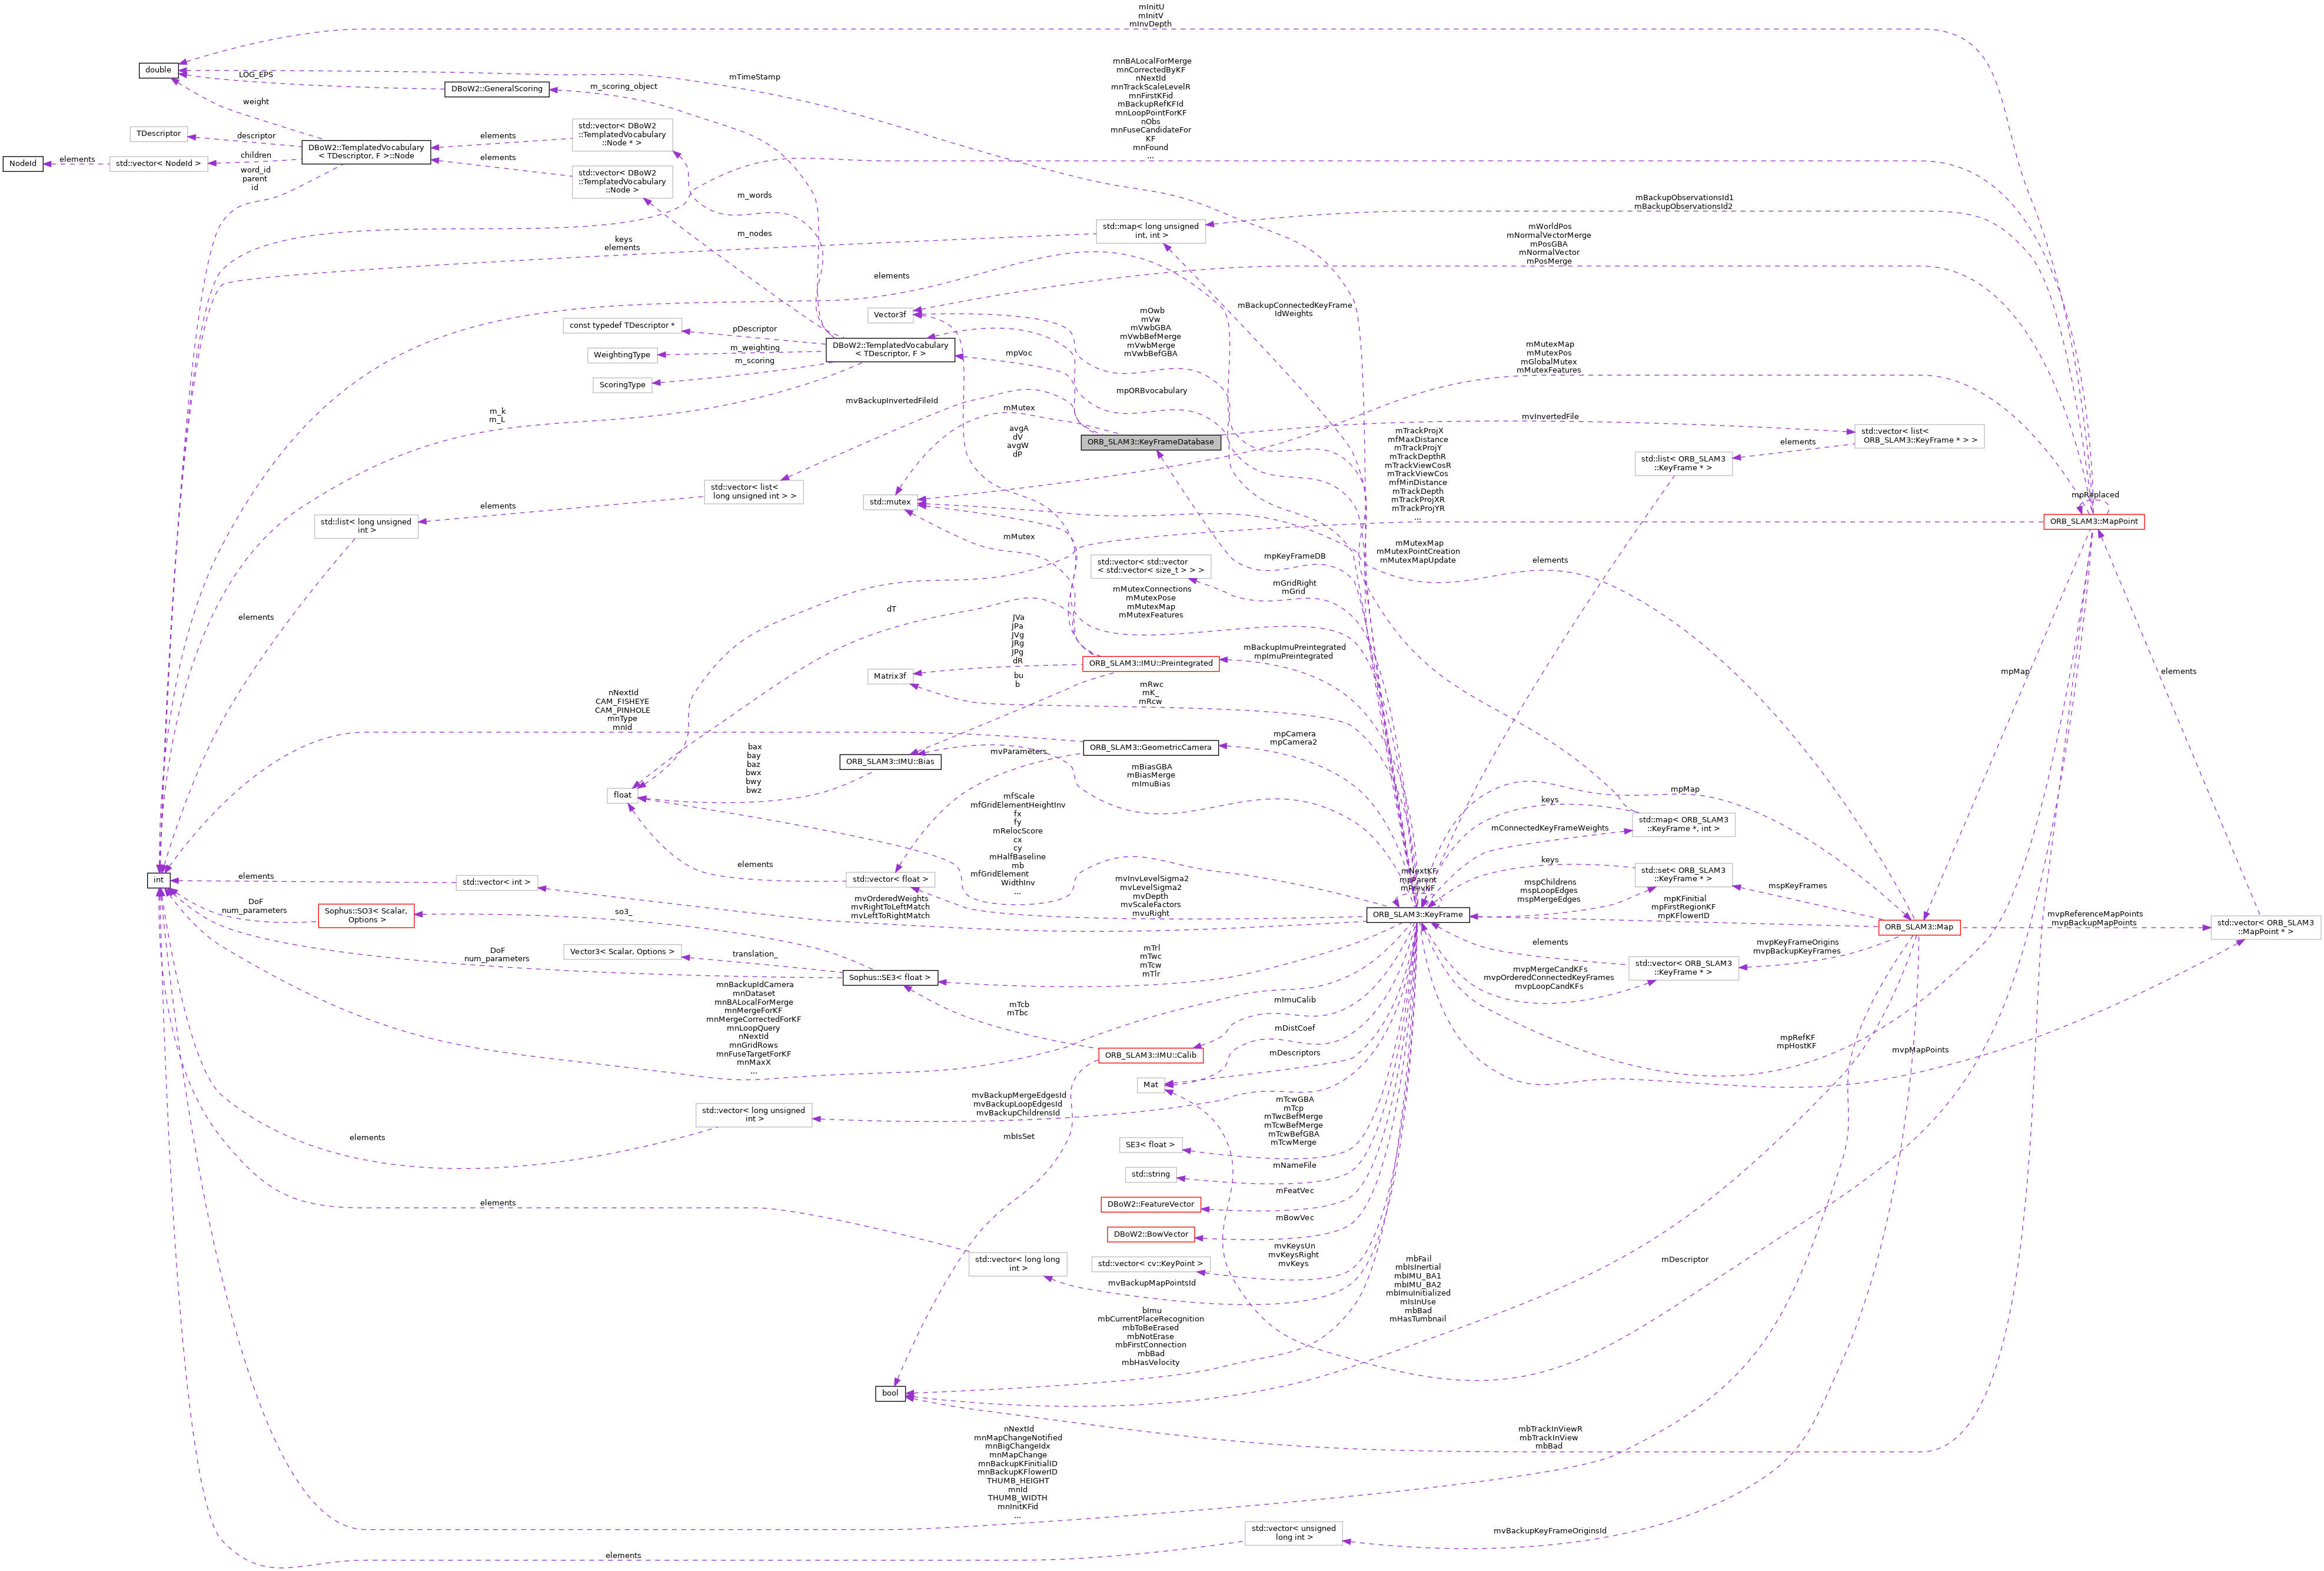 mInitU
mInitV
mInvDepth
double
LOG_EPS
mTimeStamp
DBoW2::GeneralScoring
m_scoring_object
weight
mnBALocalForMerge
mnCorrectedByKF
nNextId
mnTrackScaleLevelR
mnFirstKFid
mBackupRefKFId
mnLoopPointForKF
nObs
mnFuseCandidateFor
KF
mnFound
...
TDescriptor
descriptor
DBoW2::TemplatedVocabulary
< TDescriptor, F >::Node
elements
std::vector< DBoW2
::TemplatedVocabulary
::Node * >
NodeId
elements
std::vector< NodeId >
children
elements
std::vector< DBoW2
::TemplatedVocabulary
::Node >
word_id
parent
id
m_words
mBackupObservationsId1
mBackupObservationsId2
std::map< long unsigned
int, int >
m_nodes
keys
elements
mWorldPos
mNormalVectorMerge
mPosGBA
mNormalVector
mPosMerge
elements
mBackupConnectedKeyFrame
IdWeights
Vector3f
mOwb
mVw
mVwbGBA
mVwbBefMerge
mVwbMerge
mVwbBefGBA
const typedef TDescriptor *
pDescriptor
WeightingType
m_weighting
DBoW2::TemplatedVocabulary
< TDescriptor, F >
mpVoc
ScoringType
m_scoring
mMutexMap
mMutexPos
mGlobalMutex
mMutexFeatures
mpORBvocabulary
mvBackupInvertedFileId
mMutex
m_k
m_L
mvInvertedFile
ORB_SLAM3::KeyFrameDatabase
std::vector< list<
ORB_SLAM3::KeyFrame * > >
elements
avgA
dV
avgW
dP
mTrackProjX
mfMaxDistance
mTrackProjY
mTrackDepthR
mTrackViewCosR
mTrackViewCos
mfMinDistance
mTrackDepth
mTrackProjXR
mTrackProjYR
...
std::list< ORB_SLAM3
::KeyFrame * >
std::vector< list<
long unsigned int > >
elements
std::mutex
mpReplaced
ORB_SLAM3::MapPoint
std::list< long unsigned
int >
mMutex
mMutexMap
mMutexPointCreation
mMutexMapUpdate
mpKeyFrameDB
elements
std::vector< std::vector
< std::vector< size_t > > >
mGridRight
mGrid
mMutexConnections
mMutexPose
mMutexMap
mMutexFeatures
dT
elements
JVa
JPa
JVg
JRg
JPg
dR
mBackupImuPreintegrated
mpImuPreintegrated
ORB_SLAM3::IMU::Preintegrated
Matrix3f
bu
b
mRwc
mK_
mRcw
mpMap
elements
nNextId
CAM_FISHEYE
CAM_PINHOLE
mnType
mnId
mpCamera
mpCamera2
ORB_SLAM3::GeometricCamera
mvParameters
ORB_SLAM3::IMU::Bias
bax
bay
baz
bwx
bwy
bwz
mBiasGBA
mBiasMerge
mImuBias
float
mpMap
keys
std::map< ORB_SLAM3
::KeyFrame *, int >
mConnectedKeyFrameWeights
mfScale
mfGridElementHeightInv
fx
fy
mRelocScore
cx
cy
mHalfBaseline
mb
mfGridElement
WidthInv
...
elements
keys
std::set< ORB_SLAM3
::KeyFrame * >
mspKeyFrames
int
elements
std::vector< int >
std::vector< float >
mvInvLevelSigma2
mvLevelSigma2
mvDepth
mvScaleFactors
mvuRight
mNextKF
mpParent
mPrevKF
mspChildrens
mspLoopEdges
mspMergeEdges
DoF
num_parameters
Sophus::SO3< Scalar,
Options >
so3_
mvOrderedWeights
mvRightToLeftMatch
mvLeftToRightMatch
ORB_SLAM3::KeyFrame
mpKFinitial
mpFirstRegionKF
mpKFlowerID
ORB_SLAM3::Map
mvpReferenceMapPoints
mvpBackupMapPoints
std::vector< ORB_SLAM3
::MapPoint * >
DoF
num_parameters
Vector3< Scalar, Options >
translation_
Sophus::SE3< float >
mTrl
mTwc
mTcw
mTlr
elements
mvpKeyFrameOrigins
mvpBackupKeyFrames
std::vector< ORB_SLAM3
::KeyFrame * >
mvpMergeCandKFs
mvpOrderedConnectedKeyFrames
mvpLoopCandKFs
mnBackupIdCamera
mnDataset
mnBALocalForMerge
mnMergeForKF
mnMergeCorrectedForKF
mnLoopQuery
nNextId
mnGridRows
mnFuseTargetForKF
mnMaxX
...
mTcb
mTbc
mImuCalib
mDistCoef
mpRefKF
mpHostKF
mvpMapPoints
ORB_SLAM3::IMU::Calib
mDescriptors
Mat
mvBackupMergeEdgesId
mvBackupLoopEdgesId
mvBackupChildrensId
std::vector< long unsigned
int >
elements
mbIsSet
mTcwGBA
mTcp
mTwcBefMerge
mTcwBefMerge
mTcwBefGBA
mTcwMerge
SE3< float >
mNameFile
std::string
mFeatVec
DBoW2::FeatureVector
elements
mBowVec
DBoW2::BowVector
mvKeysUn
mvKeysRight
mvKeys
std::vector< long long
int >
std::vector< cv::KeyPoint >
mvBackupMapPointsId
mbFail
mbIsInertial
mbIMU_BA1
mbIMU_BA2
mbImuInitialized
mIsInUse
mbBad
mHasTumbnail
mDescriptor
bImu
mbCurrentPlaceRecognition
mbToBeErased
mbNotErase
mbFirstConnection
mbBad
mbHasVelocity
bool
mbTrackInViewR
mbTrackInView
mbBad
nNextId
mnMapChangeNotified
mnBigChangeIdx
mnMapChange
mnBackupKFinitialID
mnBackupKFlowerID
THUMB_HEIGHT
mnId
THUMB_WIDTH
mnInitKFid
...
std::vector< unsigned
long int >
mvBackupKeyFrameOriginsId
elements